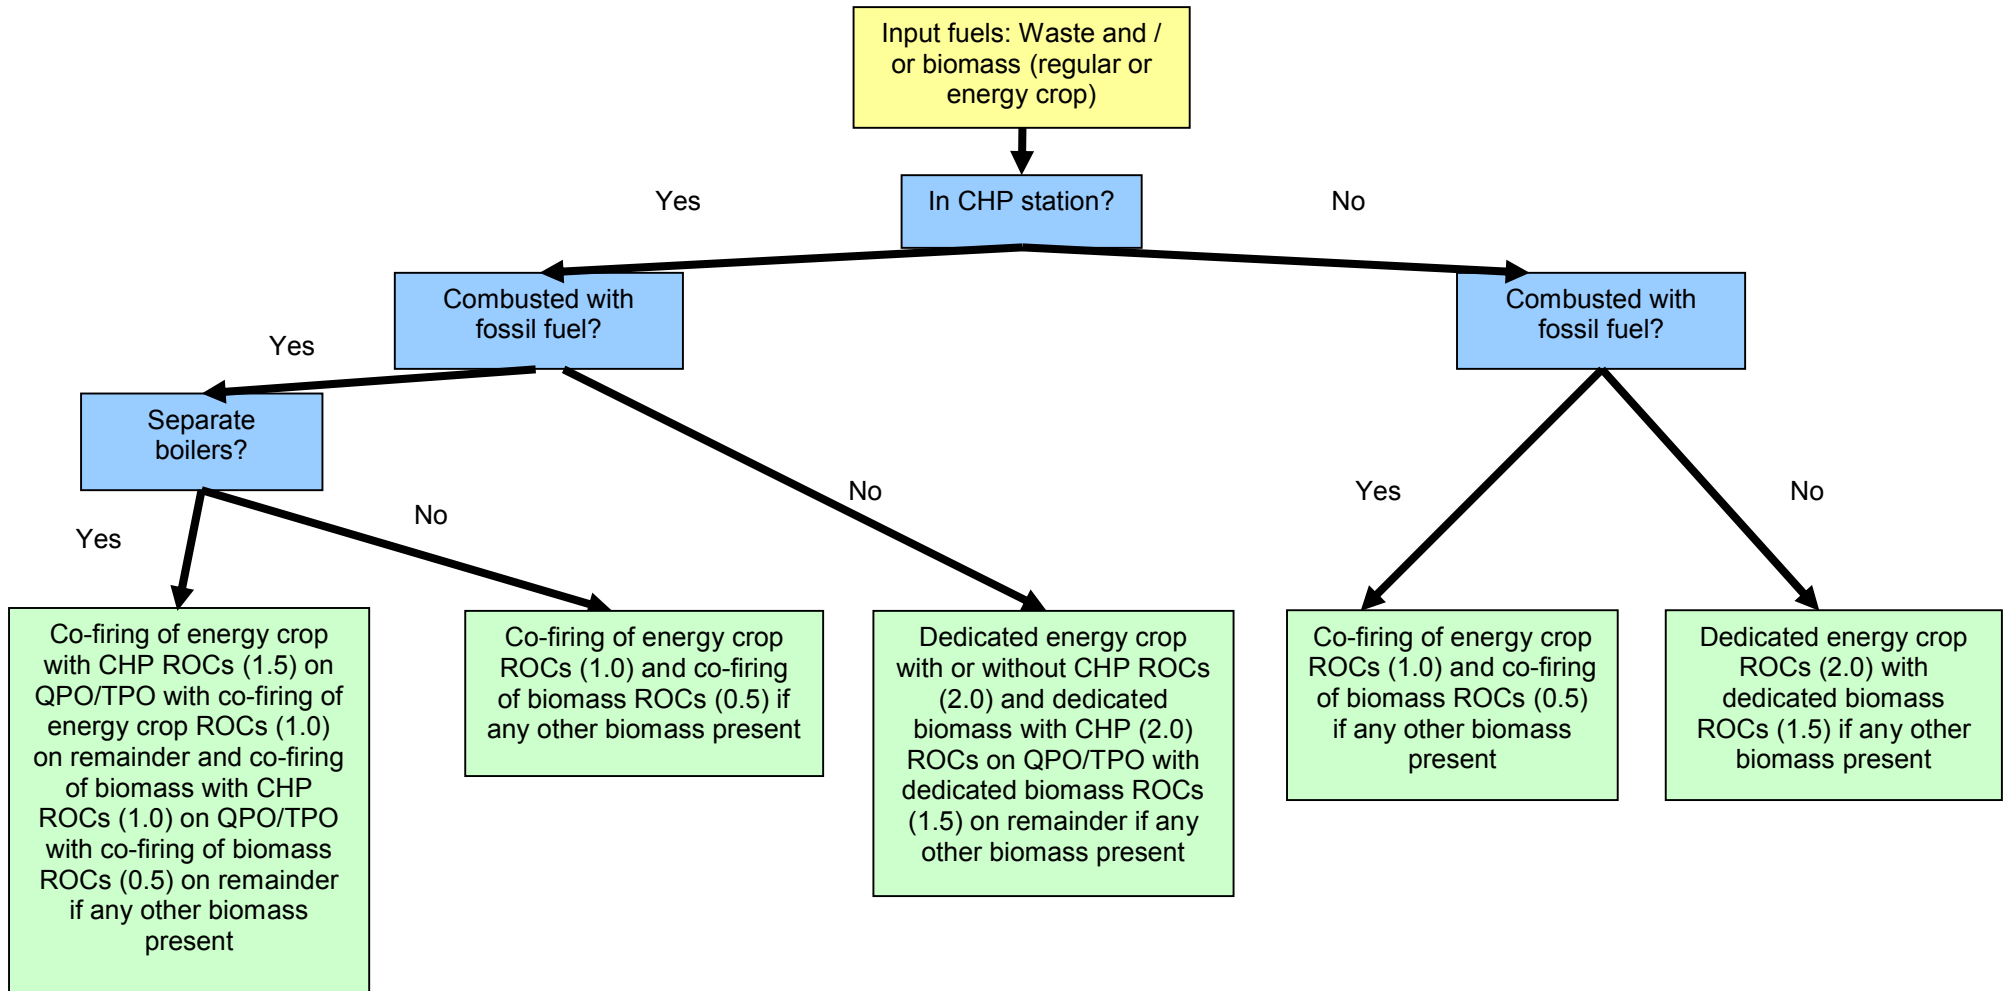 Input fuels: Waste and /
or biomass (regular or
energy crop)
Yes
In CHP station?
No
Combusted with
fossil fuel?
Combusted with
fossil fuel?
Yes
Separate
boilers?
No
Yes
No
No
Yes
Co-firing of energy crop
with CHP ROCs (1.5) on
QPO/TPO with co-firing of
energy crop ROCs (1.0)
on remainder and co-firing
of biomass with CHP
ROCs (1.0) on QPO/TPO
with co-firing of biomass
ROCs (0.5) on remainder
if any other biomass
present
Co-firing of energy crop
ROCs (1.0) and co-firing
of biomass ROCs (0.5) if
any other biomass present
Dedicated energy crop
with or without CHP ROCs
(2.0) and dedicated
biomass with CHP (2.0)
ROCs on QPO/TPO with
dedicated biomass ROCs
(1.5) on remainder if any
other biomass present
Co-firing of energy crop
ROCs (1.0) and co-firing
of biomass ROCs (0.5)
if any other biomass
present
Dedicated energy crop
ROCs (2.0) with
dedicated biomass
ROCs (1.5) if any other
biomass present